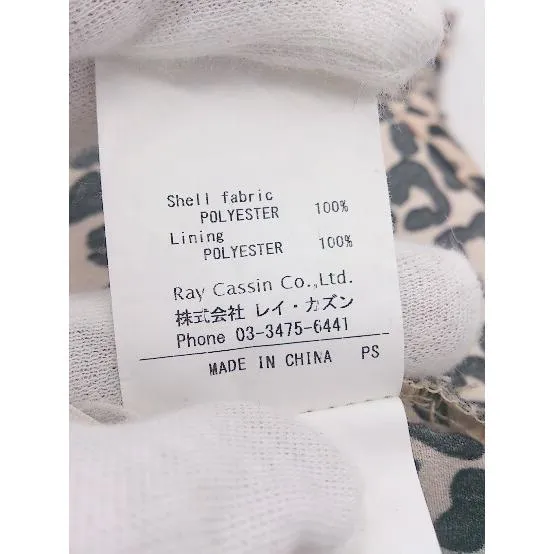 Shell fabric
POLYESTER 100%
Lining
POLYESTER 100%
Ray Cassin Co.,Ltd.
株式会社 レイ・カズン
Phone 03-3475-6441
MADE IN CHINA PS